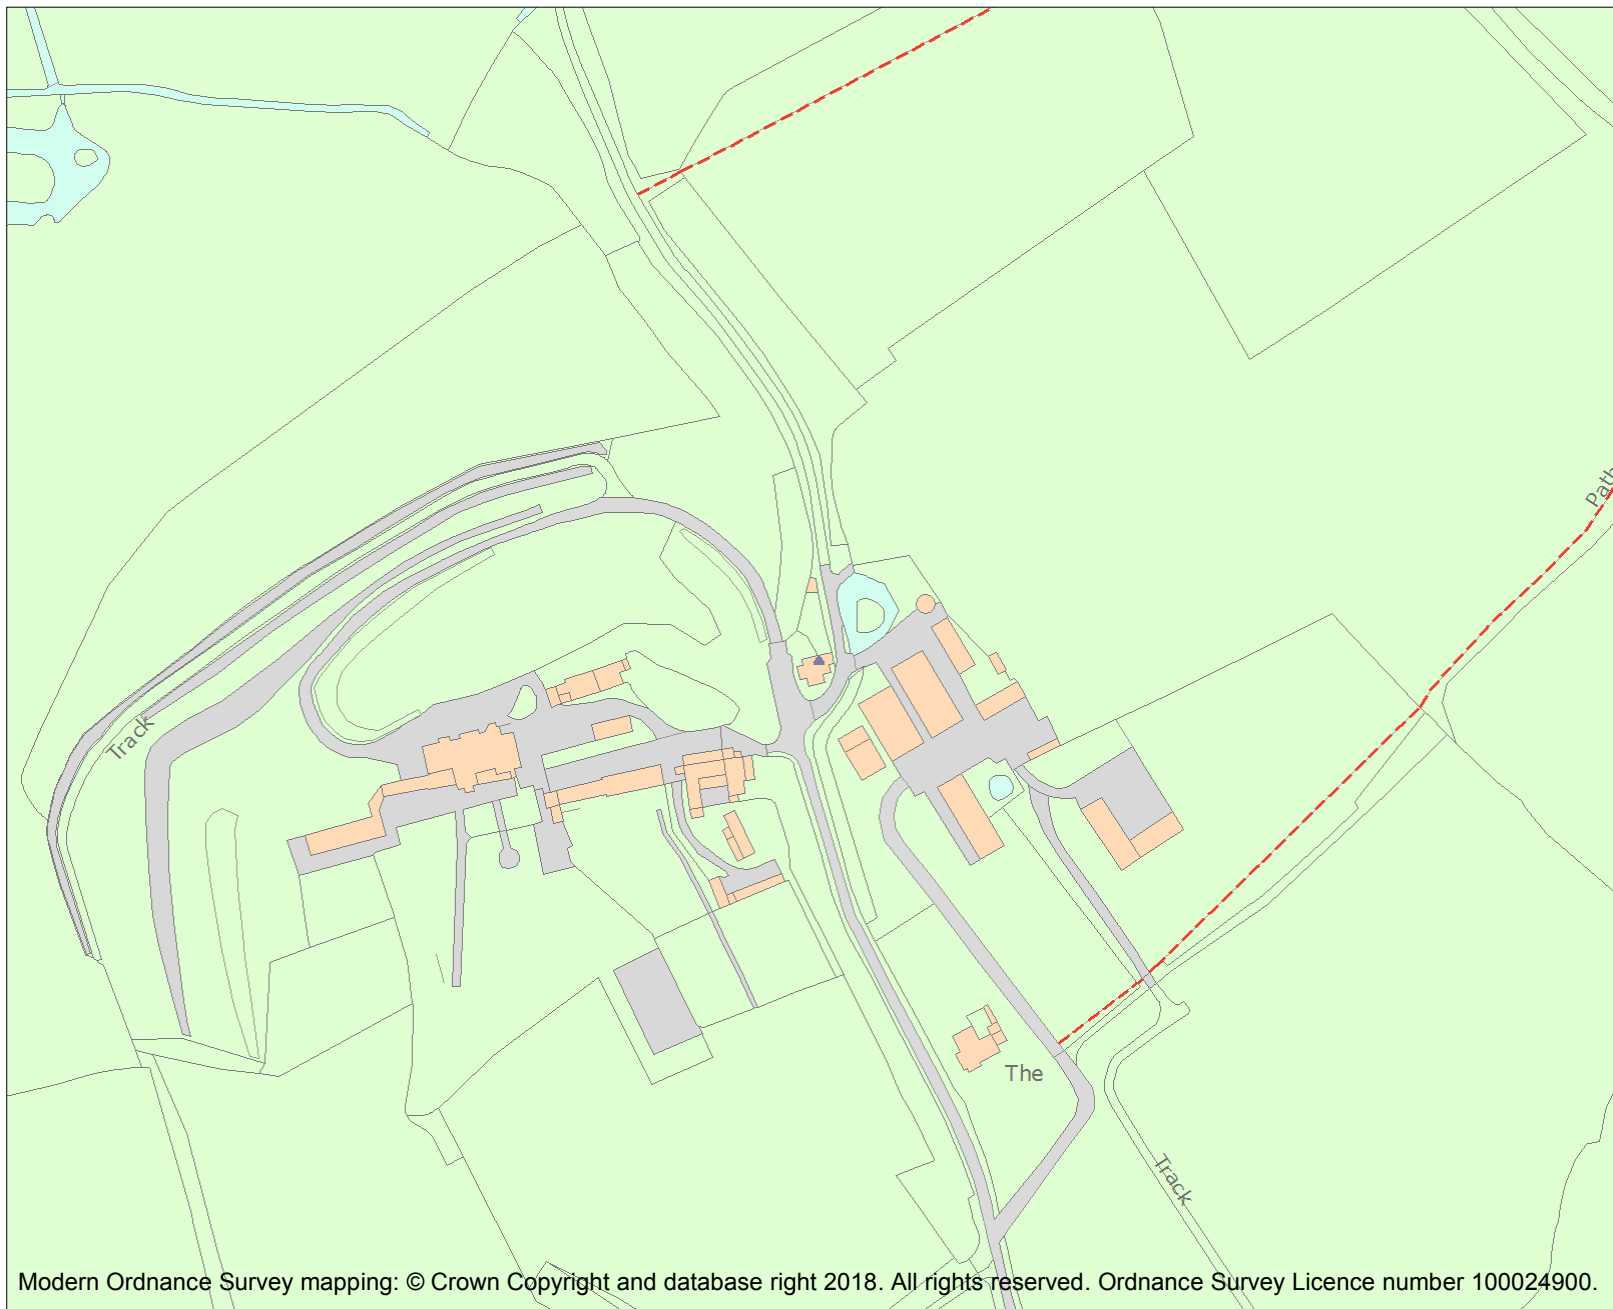 Path
Track
The
Track
Modern Ordnance Survey mapping: © Crown Copyright and database right 2018. All rights reserved. Ordnance Survey Licence number 100024900.